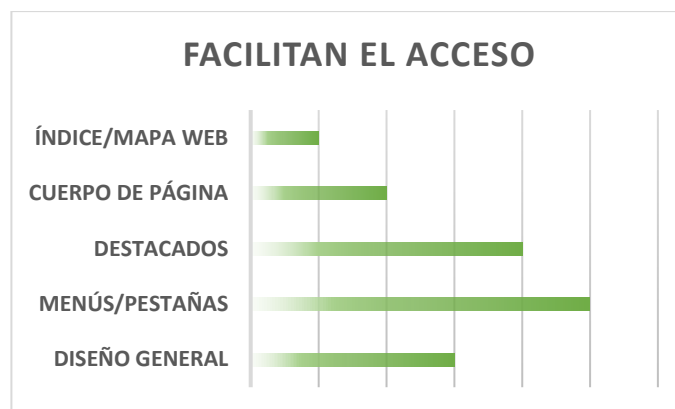 FACILITAN EL ACCESO
ÍNDICE/MAPA WEB
CUERPO DE PÁGINA
DESTACADOS
MENÚS/PESTAÑAS
DISEÑO GENERAL